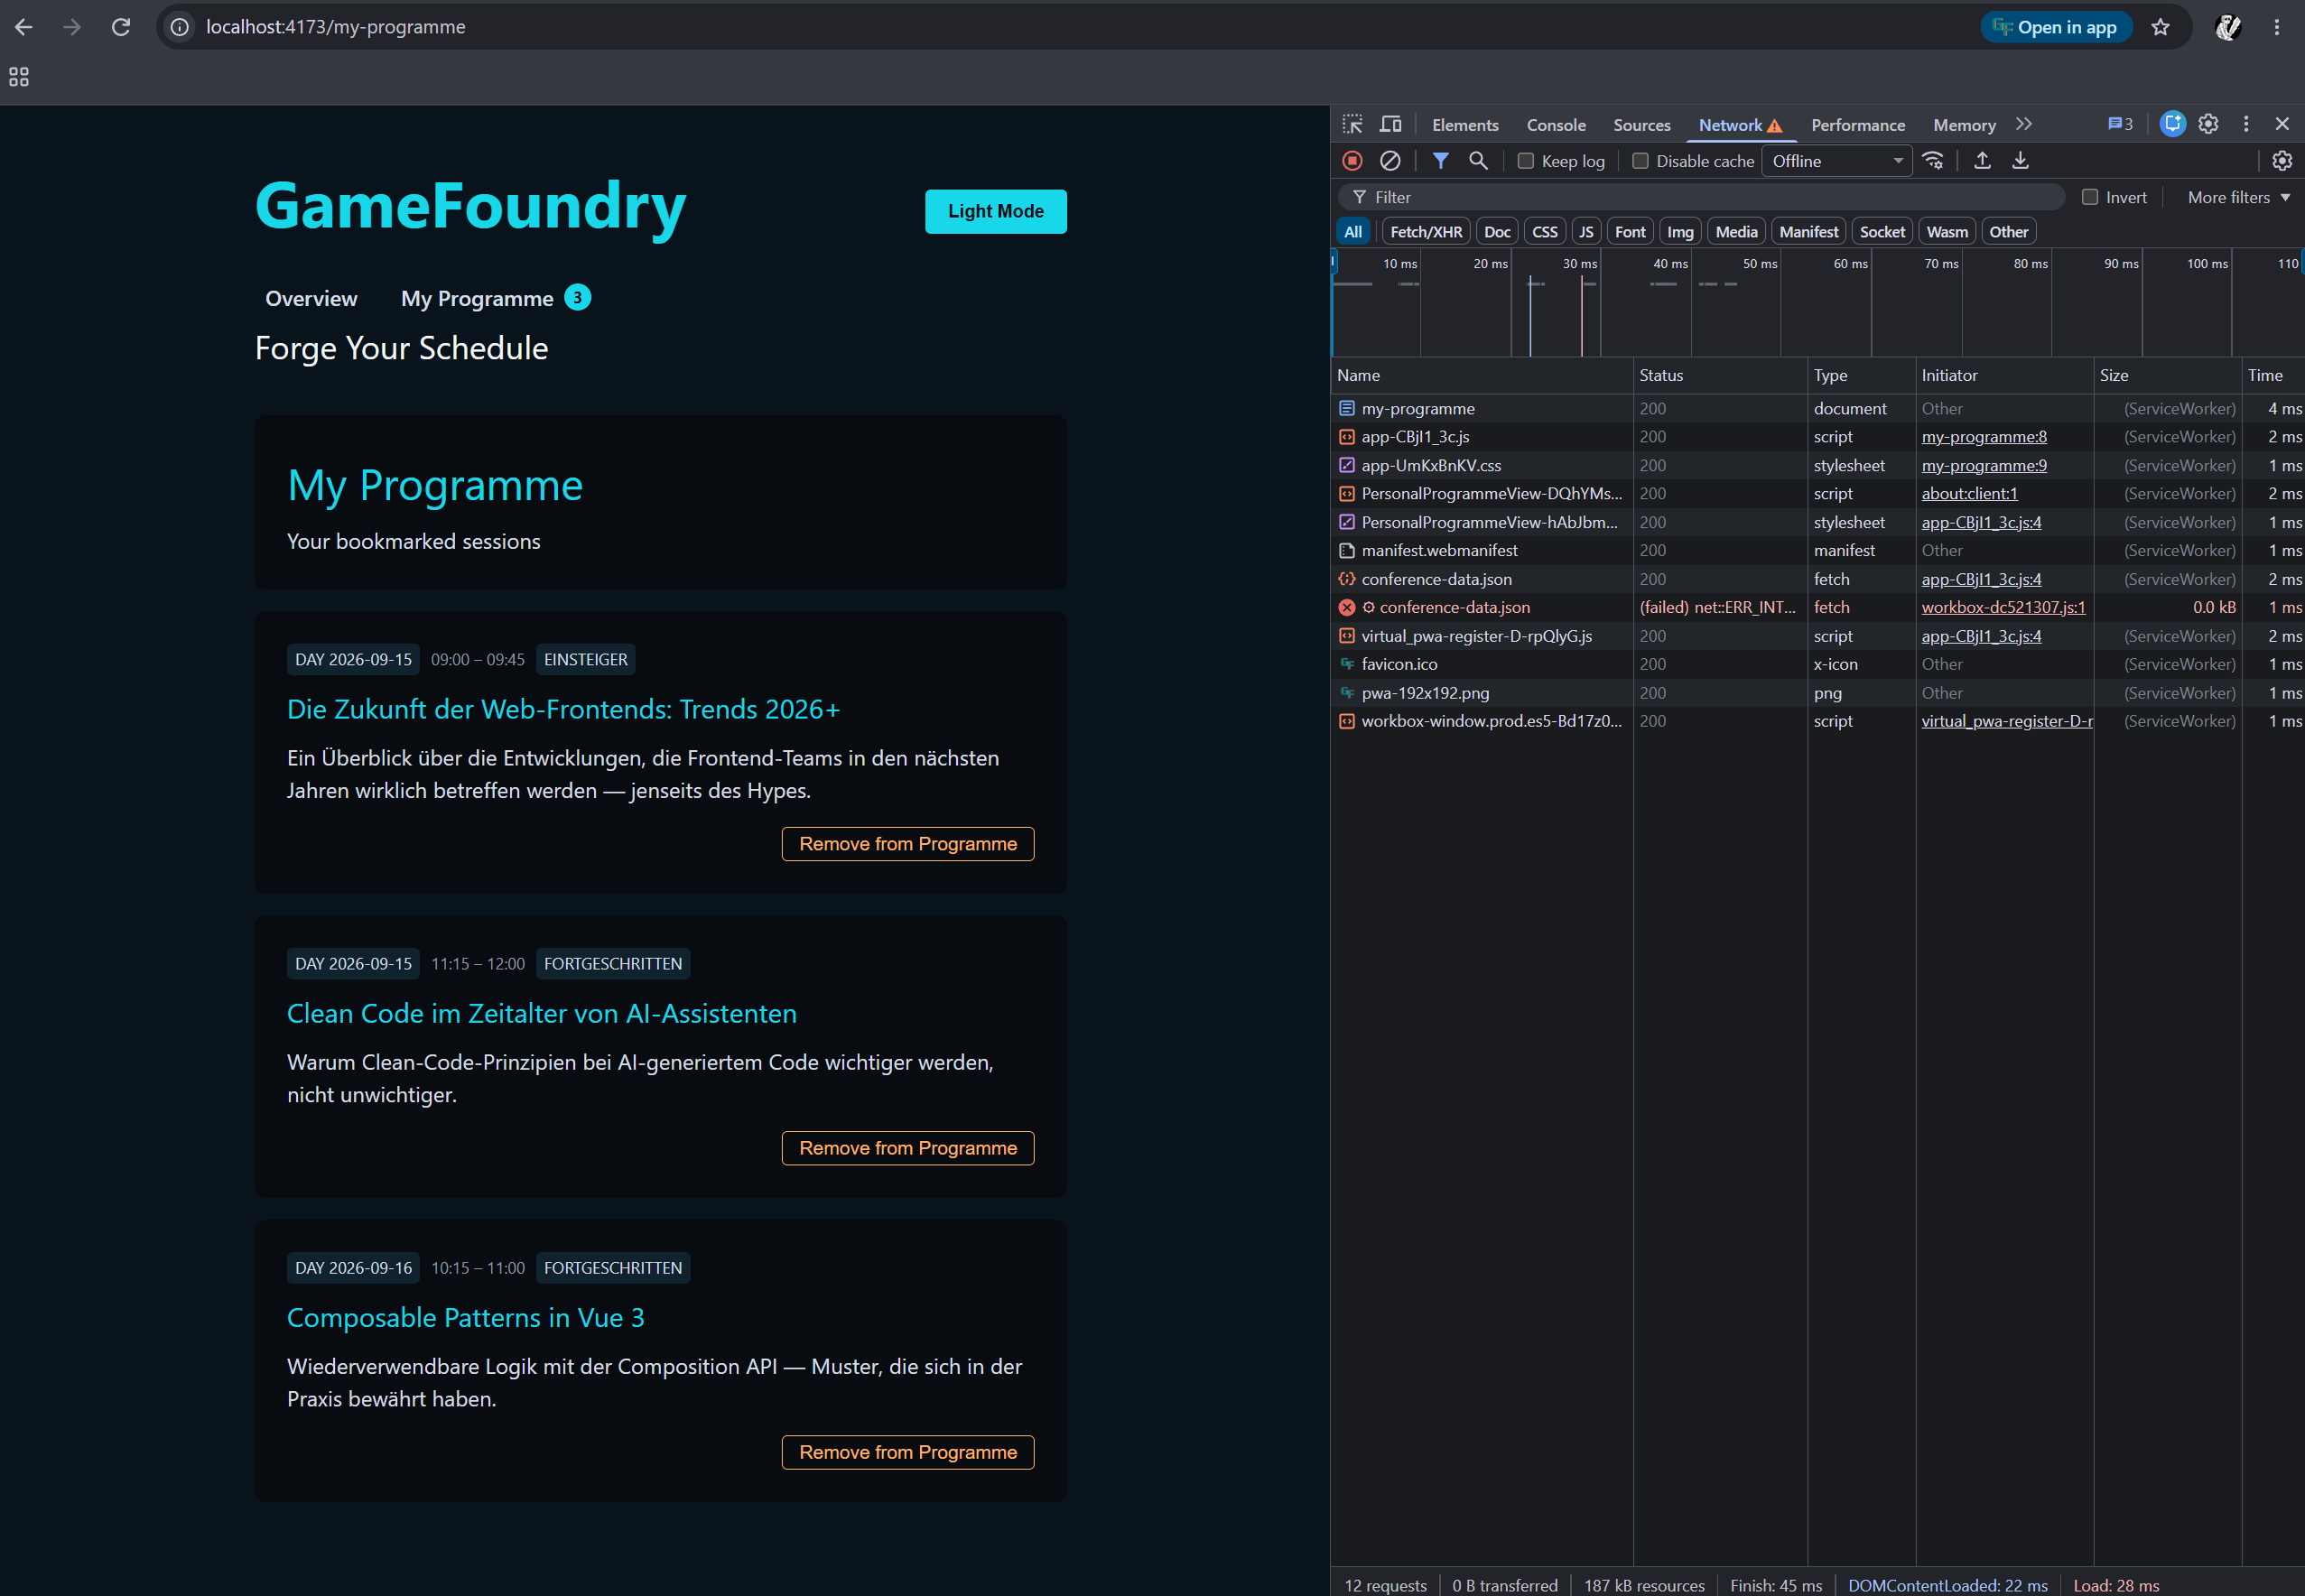 localhost:4173/my-programme
Open in app
GameFoundry
Light Mode
Overview
My Programme 3
Forge Your Schedule
My Programme
Your bookmarked sessions
DAY 2026-09-15 09:00 – 09:45 EINSTEIGER
Die Zukunft der Web-Frontends: Trends 2026+
Ein Überblick über die Entwicklungen, die Frontend-Teams in den nächsten
Jahren wirklich betreffen werden — jenseits des Hypes.
Remove from Programme
DAY 2026-09-15 11:15 – 12:00 FORTGESCHRITTEN
Clean Code im Zeitalter von AI-Assistenten
Warum Clean-Code-Prinzipien bei AI-generiertem Code wichtiger werden,
nicht unwichtiger.
Remove from Programme
DAY 2026-09-16 10:15 – 11:00 FORTGESCHRITTEN
Composable Patterns in Vue 3
Wiederverwendbare Logik mit der Composition API — Muster, die sich in der
Praxis bewährt haben.
Remove from Programme
Elements Console Sources Network Performance Memory 3
Keep log Disable cache Offline
Filter Invert More filters
All Fetch/XHR Doc CSS JS Font Img Media Manifest Socket Wasm Other
10 ms 20 ms 30 ms 40 ms 50 ms 60 ms 70 ms 80 ms 90 ms 100 ms 110
Name Status Type Initiator Size Time
my-programme 200 document Other (ServiceWorker) 4 ms
app-CBjI1_3c.js 200 script my-programme:8 (ServiceWorker) 2 ms
app-UmKxBnKV.css 200 stylesheet my-programme:9 (ServiceWorker) 1 ms
PersonalProgrammeView-DQhYMs... 200 script about:client:1 (ServiceWorker) 2 ms
PersonalProgrammeView-hAbJbm... 200 stylesheet app-CBjI1_3c.js:4 (ServiceWorker) 1 ms
manifest.webmanifest 200 manifest Other (ServiceWorker) 1 ms
conference-data.json 200 fetch app-CBjI1_3c.js:4 (ServiceWorker) 2 ms
conference-data.json (failed) net::ERR_INT... fetch workbox-dc521307.js:1 0.0 kB 1 ms
virtual_pwa-register-D-rpQlyG.js 200 script app-CBjI1_3c.js:4 (ServiceWorker) 2 ms
favicon.ico 200 x-icon Other (ServiceWorker) 1 ms
pwa-192x192.png 200 png Other (ServiceWorker) 1 ms
workbox-window.prod.es5-Bd17z0... 200 script virtual_pwa-register-D-r (ServiceWorker) 1 ms
12 requests 0 B transferred 187 kB resources Finish: 45 ms DOMContentLoaded: 22 ms Load: 28 ms